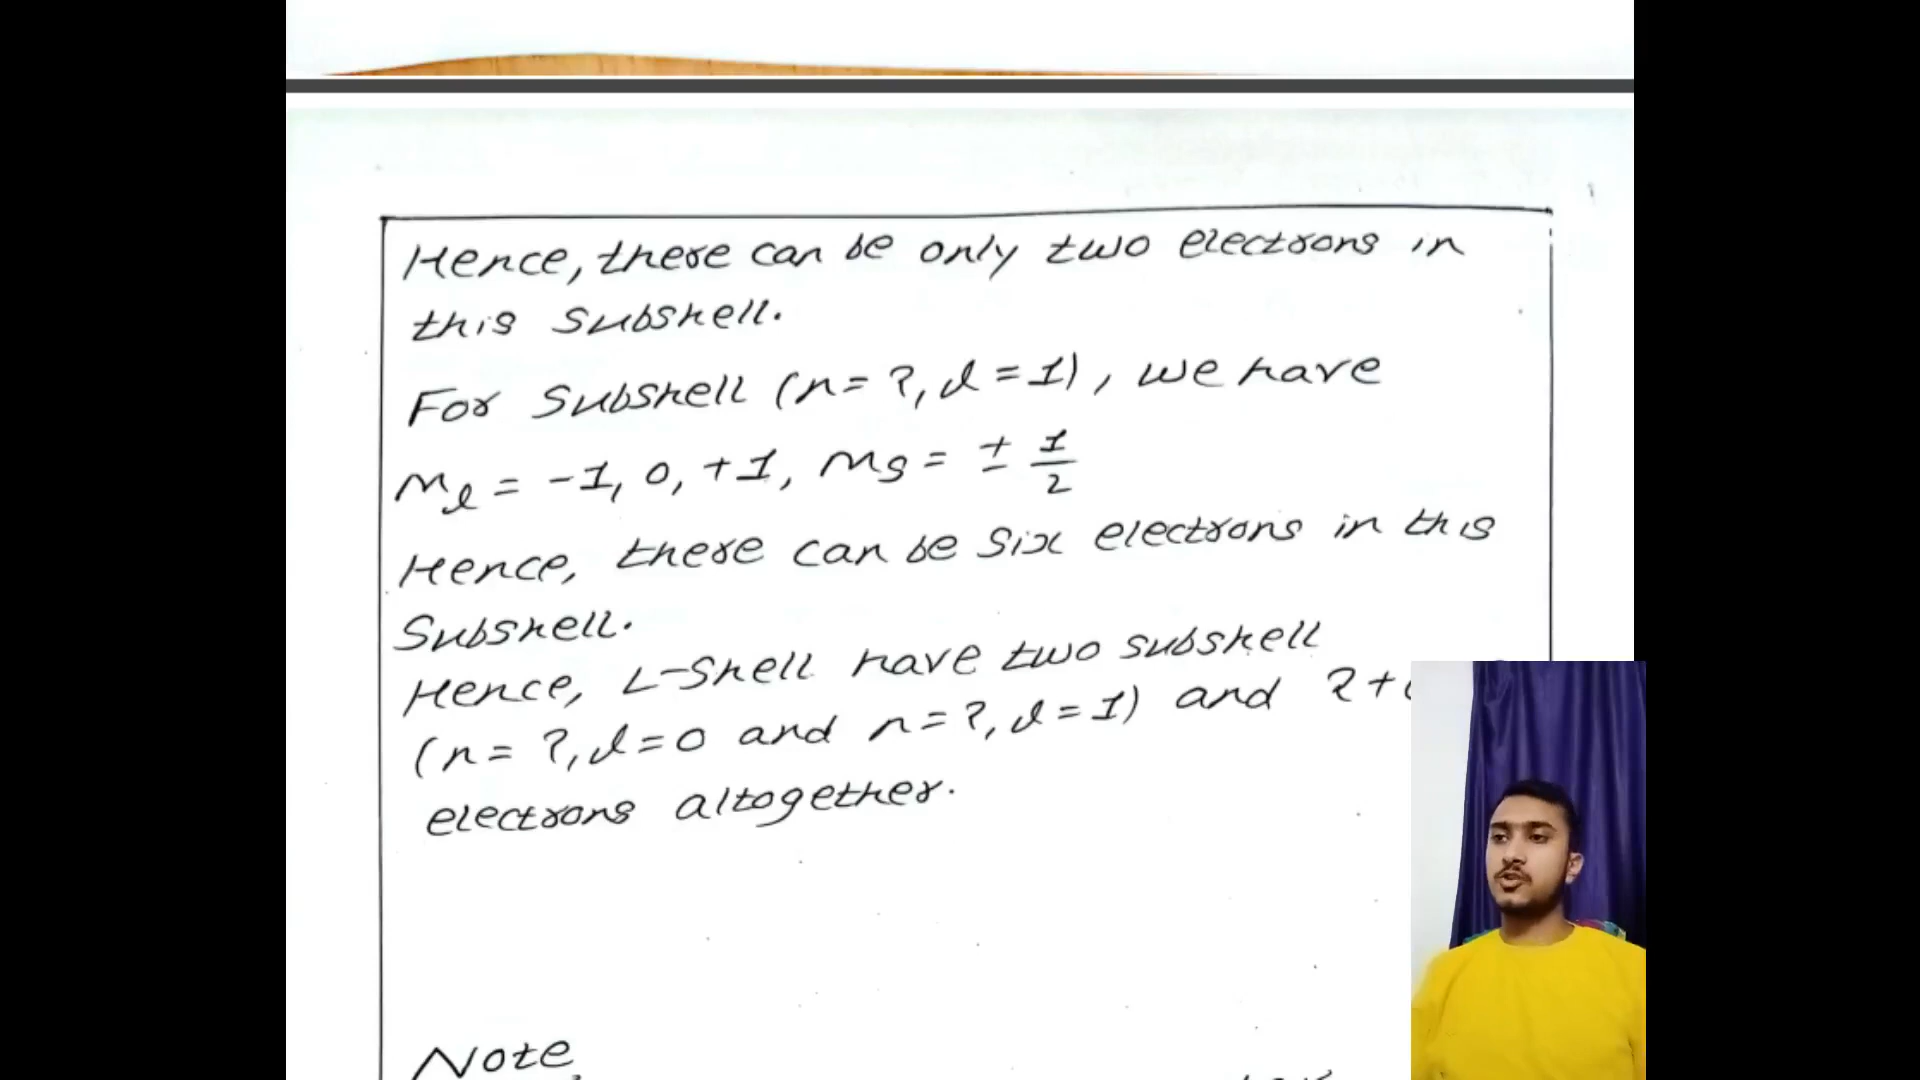 Hence, there can be only two electrons in
this Subshell.
For Subshell (n = 2, l = 1), we have
ml = -1, 0, +1, ms = ± 1/2
Hence, there can be Six electrons in this
Subshell.
Hence, L-Shell have two subshell
(n = 2, l = 0 and n = 2, l = 1) and 2 +
electrons altogether.
Note